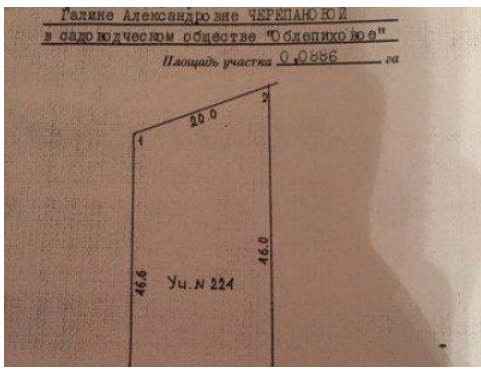 Галине Александровне ЧЕРЕПАНОВОЙ
в садоводческом обществе "Облепиховое"
Площадь участка 0,0886 га
2
20.0
1
46.6
46.0
Уч. N 224